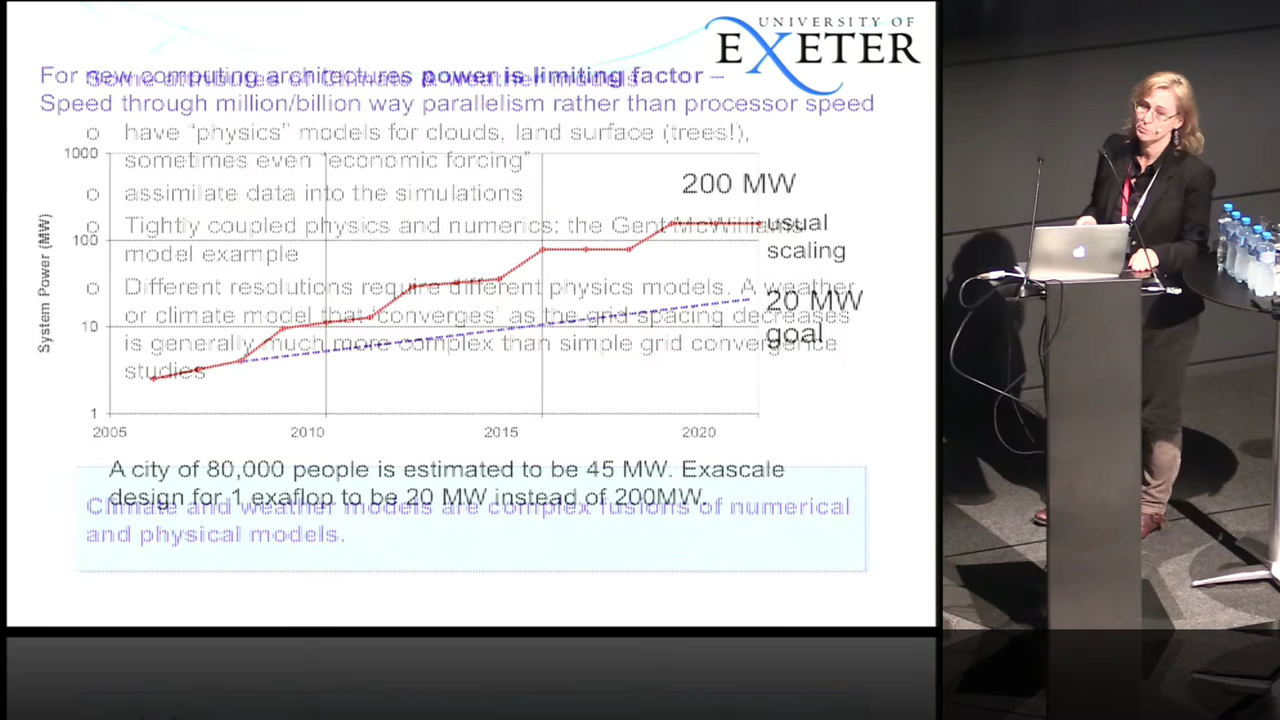 UNIVERSITY OF
EXETER
For new computing architectures power is limiting factor –
Speed through million/billion way parallelism rather than processor speed
Some attributes of Climate & weather models
o have “physics” models for clouds, land surface (trees!),
sometimes even “economic forcing”
o assimilate data into the simulations
o Tightly coupled physics and numerics: the Gent-McWilliams
model example
o Different resolutions require different physics models. A weather
or climate model that ‘converges’ as the grid spacing decreases
is generally much more complex than simple grid convergence
studies
System Power (MW)
1000
100
10
1
2005 2010 2015 2020
200 MW
usual
scaling
20 MW
goal
A city of 80,000 people is estimated to be 45 MW. Exascale
design for 1 exaflop to be 20 MW instead of 200MW.
Climate and weather models are complex fusions of numerical
and physical models.